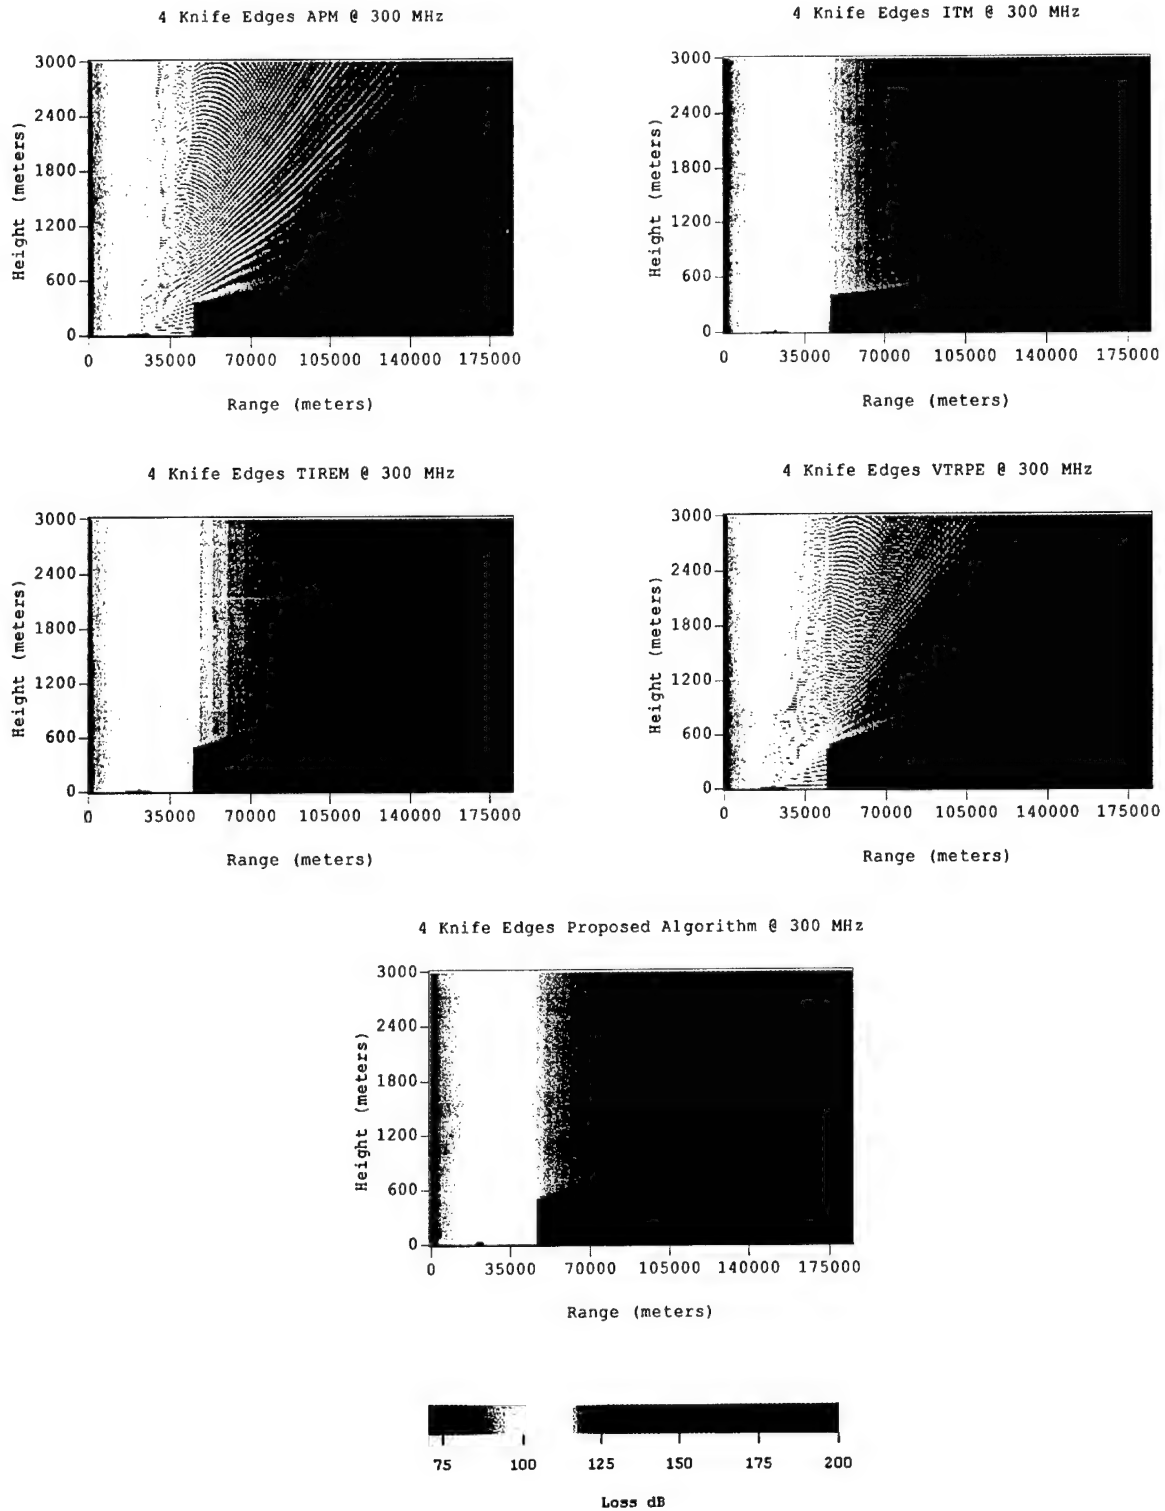 4 Knife Edges APM @ 300 MHz
4 Knife Edges ITM @ 300 MHz
3000
2400
1800
1200
600
0
Height (meters)
0 35000 70000 105000 140000 175000
Range (meters)
3000
2400
1800
1200
600
0
Height (meters)
0 35000 70000 105000 140000 175000
Range (meters)
4 Knife Edges TIREM @ 300 MHz
4 Knife Edges VTRPE @ 300 MHz
3000
2400
1800
1200
600
0
Height (meters)
0 35000 70000 105000 140000 175000
Range (meters)
3000
2400
1800
1200
600
0
Height (meters)
0 35000 70000 105000 140000 175000
Range (meters)
4 Knife Edges Proposed Algorithm @ 300 MHz
3000
2400
1800
1200
600
0
Height (meters)
0 35000 70000 105000 140000 175000
Range (meters)
75 100 125 150 175 200
Loss dB